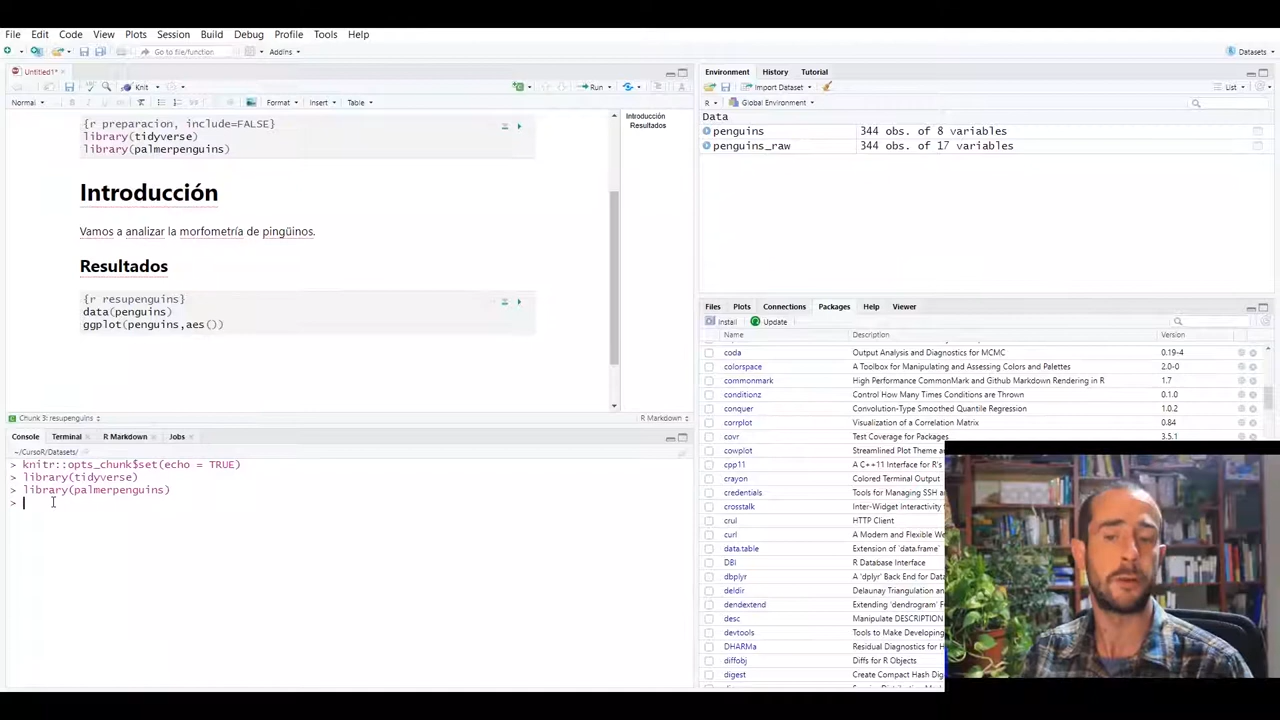 File Edit Code View Plots Session Build Debug Profile Tools Help
Go to file/function Addins Datasets
Untitled1*
Knit Run
Normal Format Insert Table
{r preparacion, include=FALSE}
library(tidyverse)
library(palmerpenguins)
Introducción
Vamos a analizar la morfometría de pingüinos.
Resultados
{r resupenguins}
data(penguins)
ggplot(penguins,aes())
Introducción
Resultados
Chunk 3: resupenguins R Markdown
Console Terminal R Markdown Jobs
~/CursoR/Datasets/
> knitr::opts_chunk$set(echo = TRUE)
> library(tidyverse)
> library(palmerpenguins)
>
Environment History Tutorial
Import Dataset List
R Global Environment
Data
penguins 344 obs. of 8 variables
penguins_raw 344 obs. of 17 variables
Files Plots Connections Packages Help Viewer
Install Update
Name Description Version
coda Output Analysis and Diagnostics for MCMC 0.19-4
colorspace A Toolbox for Manipulating and Assessing Colors and Palettes 2.0-0
commonmark High Performance CommonMark and Github Markdown Rendering in R 1.7
conditionz Control How Many Times Conditions are Thrown 0.1.0
conquer Convolution-Type Smoothed Quantile Regression 1.0.2
corrplot Visualization of a Correlation Matrix 0.84
covr Test Coverage for Packages 3.5.1
cowplot Streamlined Plot Theme and
cpp11 A C++11 Interface for R's
crayon Colored Terminal Output
credentials Tools for Managing SSH
crosstalk Inter-Widget Interactivity
crul HTTP Client
curl A Modern and Flexible We
data.table Extension of `data.frame`
DBI R Database Interface
dbplyr A 'dplyr' Back End for Data
deldir Delaunay Triangulation and
dendextend Extending 'dendrogram' F
desc Manipulate DESCRIPTION
devtools Tools to Make Developing
DHARMa Residual Diagnostics for H
diffobj Diffs for R Objects
digest Create Compact Hash Dig